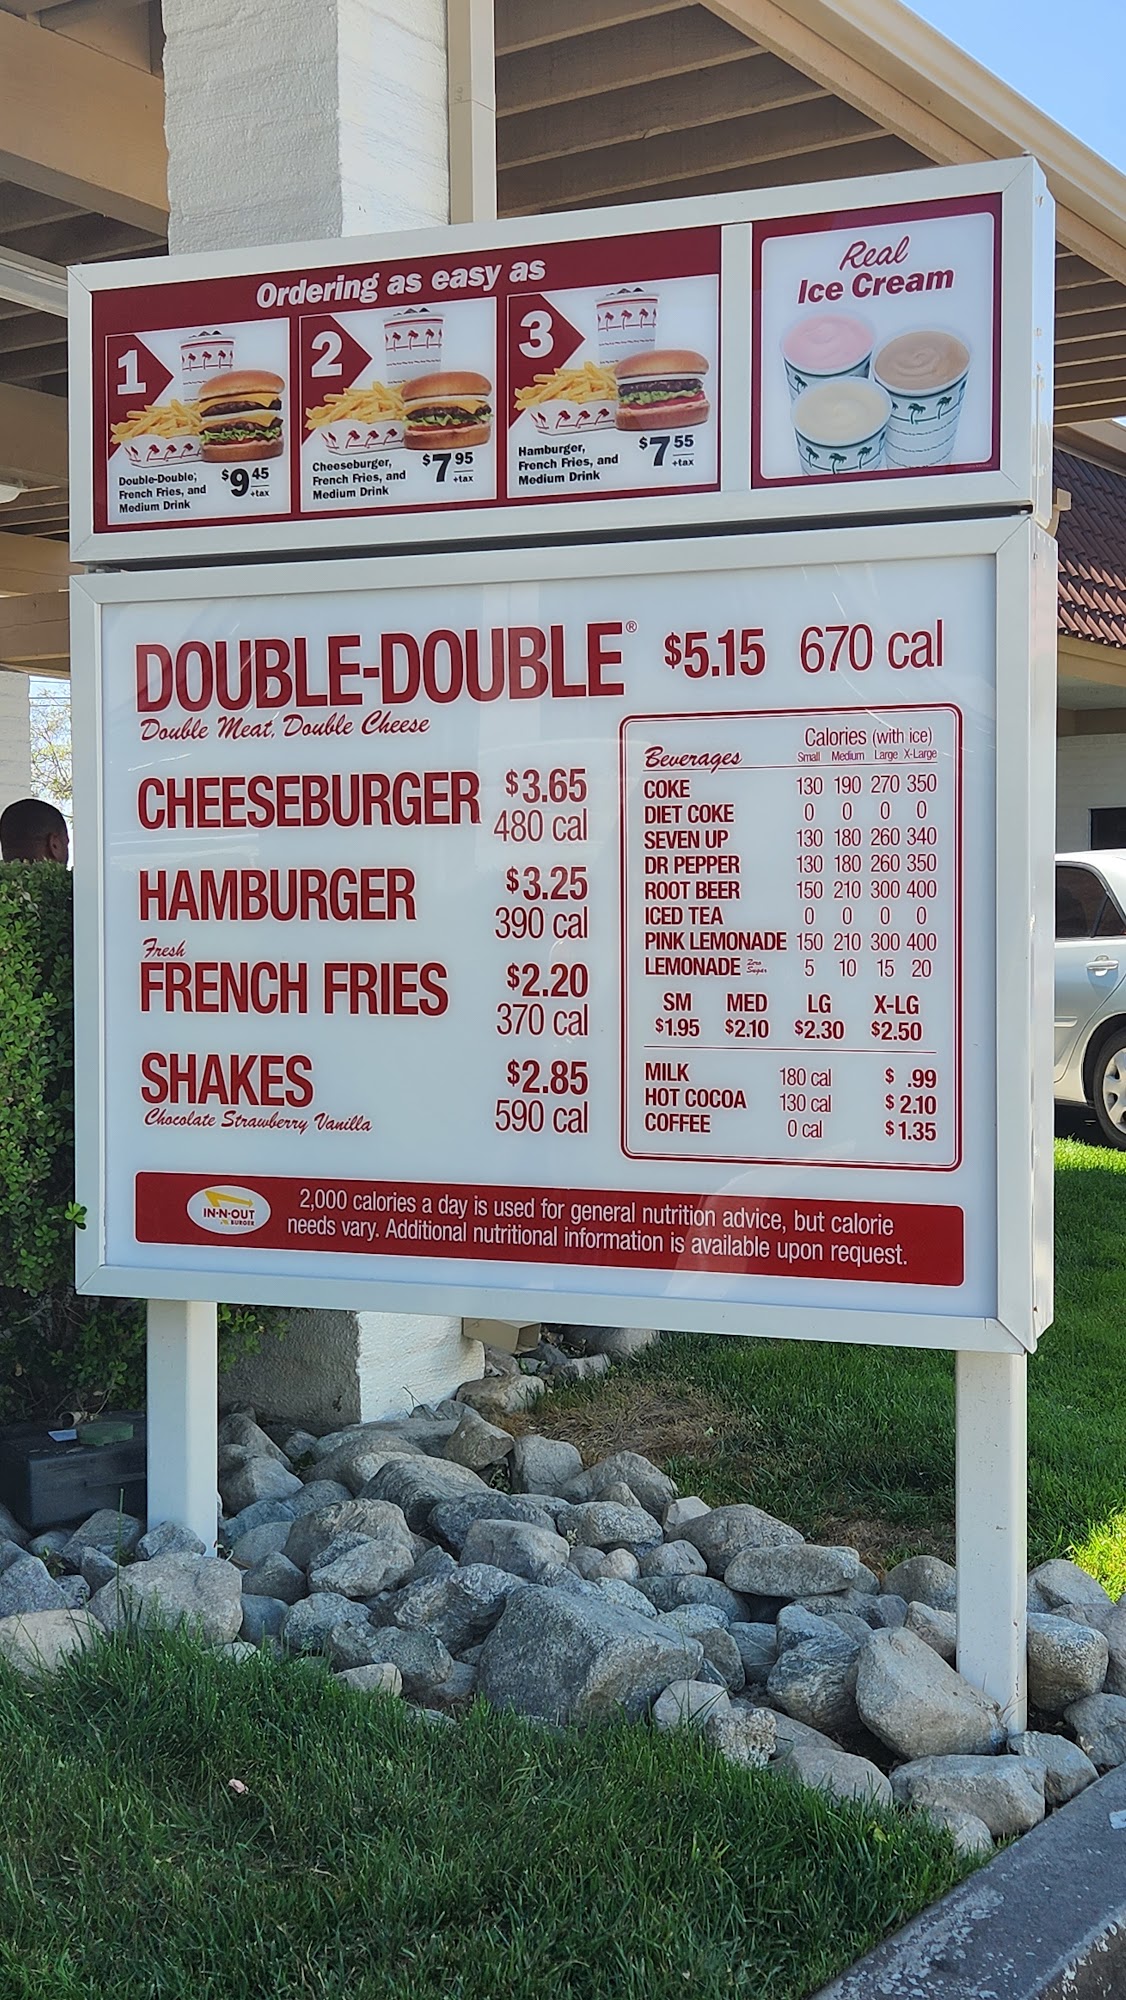 Ordering as easy as
1
Double-Double,
French Fries, and
Medium Drink
$9 45
+tax
2
Cheeseburger,
French Fries, and
Medium Drink
$7 95
+tax
3
Hamburger,
French Fries, and
Medium Drink
$7 55
+tax
Real
Ice Cream
DOUBLE-DOUBLE® $5.15 670 cal
Double Meat, Double Cheese
CHEESEBURGER $3.65
480 cal
HAMBURGER $3.25
390 cal
Fresh
FRENCH FRIES $2.20
370 cal
SHAKES $2.85
Chocolate Strawberry Vanilla 590 cal
Calories (with ice)
Beverages Small Medium Large X-Large
COKE 130 190 270 350
DIET COKE 0 0 0 0
SEVEN UP 130 180 260 340
DR PEPPER 130 180 260 350
ROOT BEER 150 210 300 400
ICED TEA 0 0 0 0
PINK LEMONADE 150 210 300 400
LEMONADE Zero Sugar 5 10 15 20
SM MED LG X-LG
$1.95 $2.10 $2.30 $2.50
MILK 180 cal $ .99
HOT COCOA 130 cal $ 2.10
COFFEE 0 cal $ 1.35
IN-N-OUT
BURGER
2,000 calories a day is used for general nutrition advice, but calorie
needs vary. Additional nutritional information is available upon request.